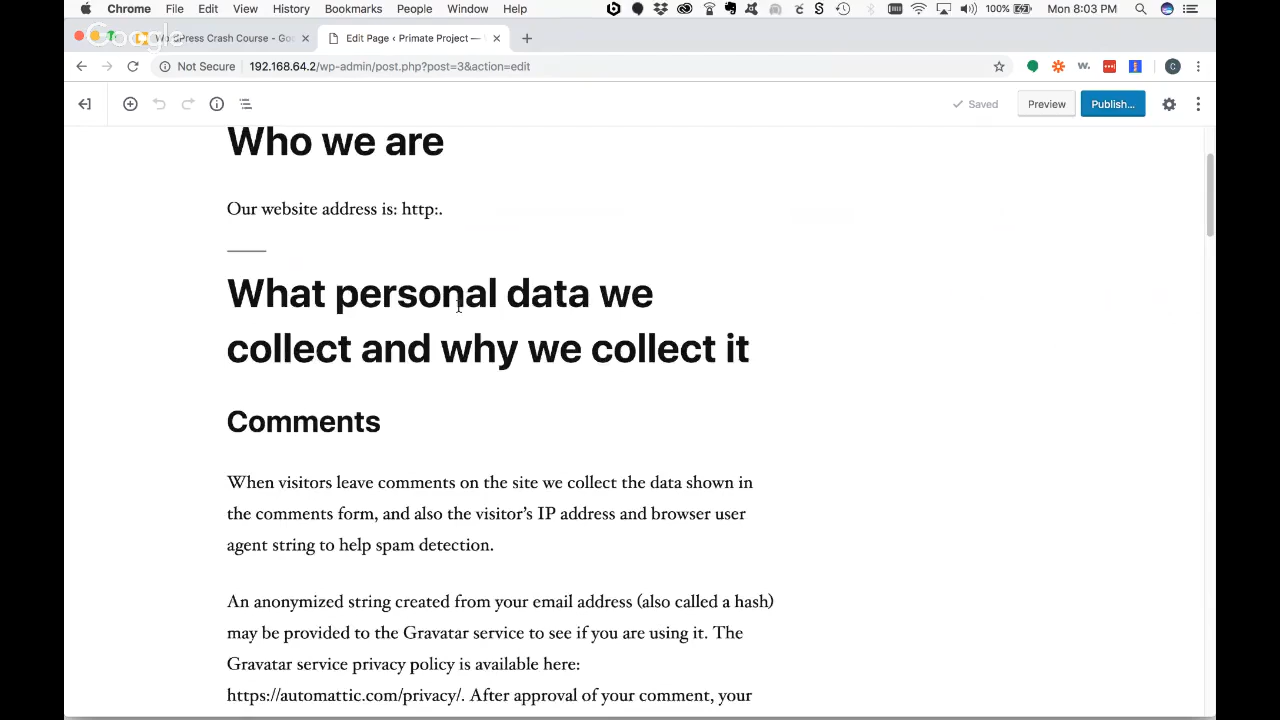 Chrome File Edit View History Bookmarks People Window Help 100% Mon 8:03 PM
Google
WordPress Crash Course - Goo
Edit Page ‹ Primate Project —
Not Secure 192.168.64.2/wp-admin/post.php?post=3&action=edit
Saved Preview Publish...
Who we are
Our website address is: http:.
What personal data we
collect and why we collect it
Comments
When visitors leave comments on the site we collect the data shown in
the comments form, and also the visitor’s IP address and browser user
agent string to help spam detection.
An anonymized string created from your email address (also called a hash)
may be provided to the Gravatar service to see if you are using it. The
Gravatar service privacy policy is available here:
https://automattic.com/privacy/. After approval of your comment, your